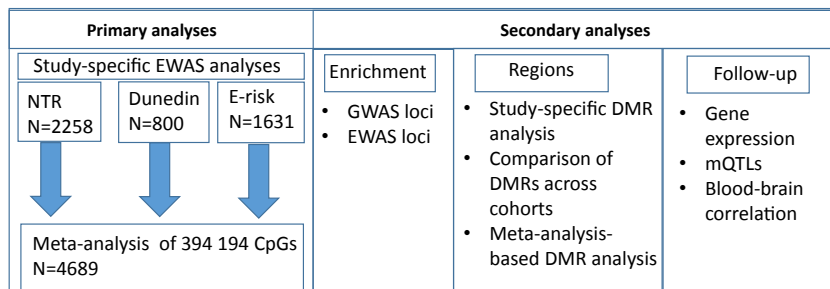 Primary analyses
Secondary analyses
Study-specific EWAS analyses
NTR
N=2258
Dunedin
N=800
E-risk
N=1631
Meta-analysis of 394 194 CpGs
N=4689
Enrichment
• GWAS loci
• EWAS loci
Regions
• Study-specific DMR
analysis
• Comparison of
DMRs across
cohorts
• Meta-analysis-
based DMR analysis
Follow-up
• Gene
expression
• mQTLs
• Blood-brain
correlation